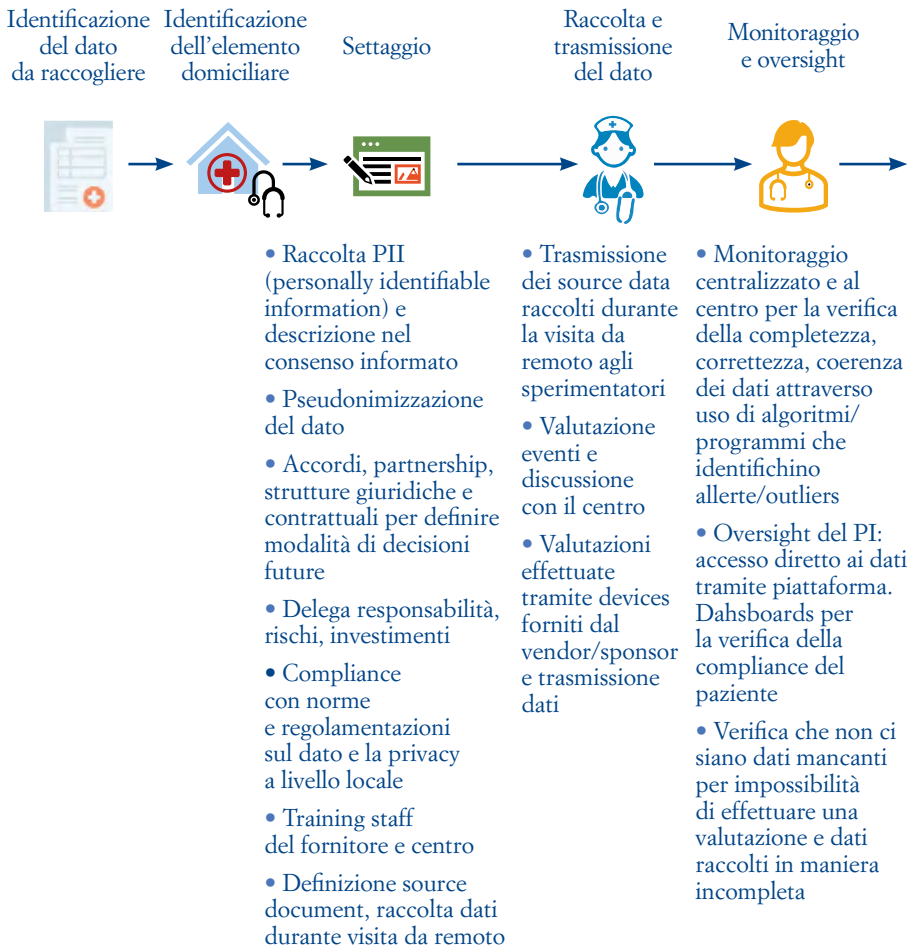 Identificazione
del dato
da raccogliere
Identificazione
dell’elemento
domiciliare
Settaggio
Raccolta e
trasmissione
del dato
Monitoraggio
e oversight
• Raccolta PII
(personally identifiable
information) e
descrizione nel
consenso informato
• Pseudonimizzazione
del dato
• Accordi, partnership,
strutture giuridiche e
contrattuali per definire
modalità di decisioni
future
• Delega responsabilità,
rischi, investimenti
• Compliance
con norme
e regolamentazioni
sul dato e la privacy
a livello locale
• Training staff
del fornitore e centro
• Definizione source
document, raccolta dati
durante visita da remoto
• Trasmissione
dei source data
raccolti durante
la visita da
remoto agli
sperimentatori
• Valutazione
eventi e
discussione
con il centro
• Valutazioni
effettuate
tramite devices
forniti dal
vendor/sponsor
e trasmissione
dati
• Monitoraggio
centralizzato e al
centro per la verifica
della completezza,
correttezza, coerenza
dei dati attraverso
uso di algoritmi/
programmi che
identifichino
allerte/outliers
• Oversight del PI:
accesso diretto ai dati
tramite piattaforma.
Dahsboards per
la verifica della
compliance del
paziente
• Verifica che non ci
siano dati mancanti
per impossibilità
di effettuare una
valutazione e dati
raccolti in maniera
incompleta